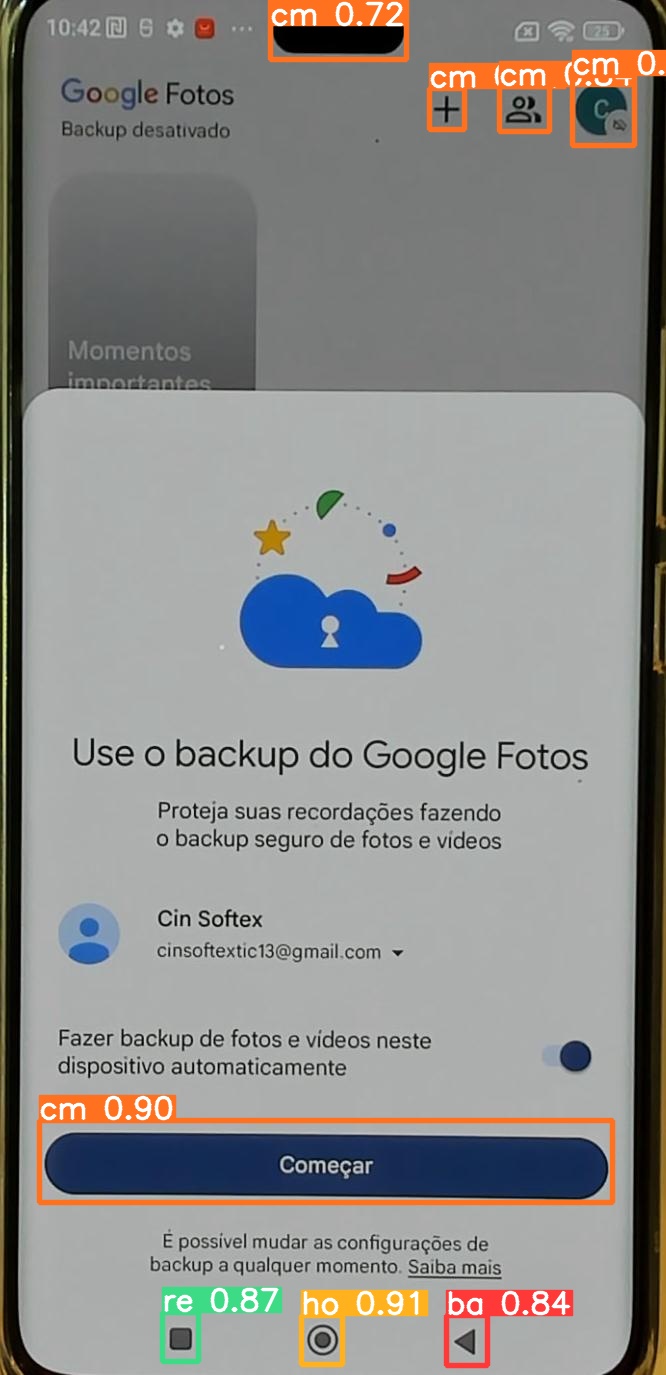 cm 0.72
10:42
25
cm 0.
Google Fotos
Backup desativado
C
Momentos
importantes
Use o backup do Google Fotos
Proteja suas recordações fazendo
o backup seguro de fotos e vídeos
Cin Softex
cinsoftextic13@gmail.com
Fazer backup de fotos e vídeos neste
dispositivo automaticamente
cm 0.90
Começar
É possível mudar as configurações de
backup a qualquer momento. Saiba mais
re 0.87 ho 0.91 ba 0.84